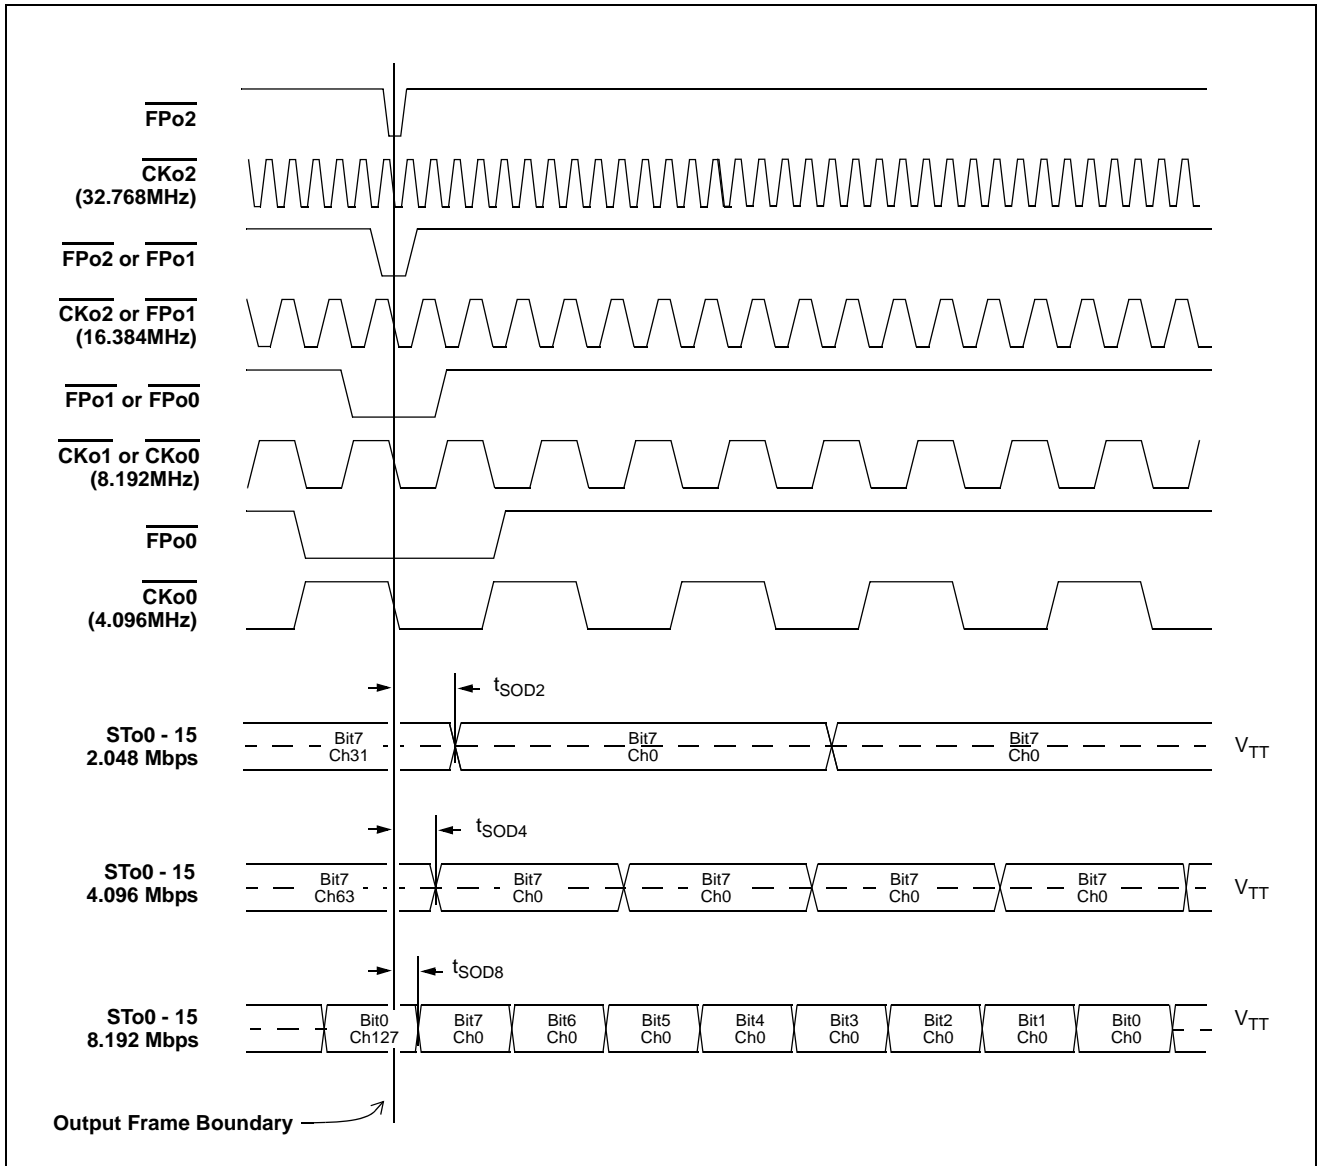 FPo2
CKo2
(32.768MHz)
FPo2 or FPo1
CKo2 or FPo1
(16.384MHz)
FPo1 or FPo0
CKo1 or CKo0
(8.192MHz)
FPo0
CKo0
(4.096MHz)
tSOD2
STo0 - 15
2.048 Mbps
Bit7
Ch31
Bit7
Ch0
Bit7
Ch0
VTT
tSOD4
STo0 - 15
4.096 Mbps
Bit7
Ch63
Bit7
Ch0
Bit7
Ch0
Bit7
Ch0
Bit7
Ch0
VTT
tSOD8
STo0 - 15
8.192 Mbps
Bit0
Ch127
Bit7
Ch0
Bit6
Ch0
Bit5
Ch0
Bit4
Ch0
Bit3
Ch0
Bit2
Ch0
Bit1
Ch0
Bit0
Ch0
VTT
Output Frame Boundary